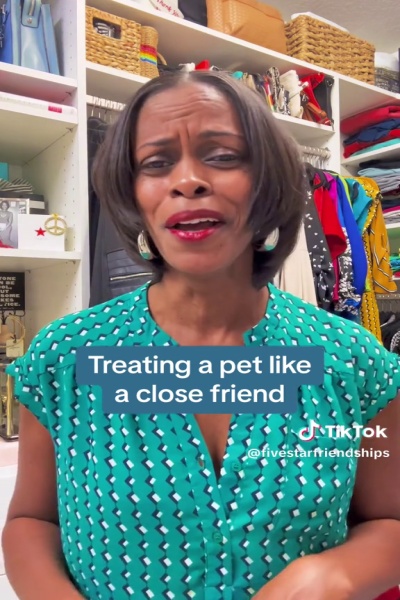 Treating a pet like
a close friend
TikTok
@fivestarfriendships